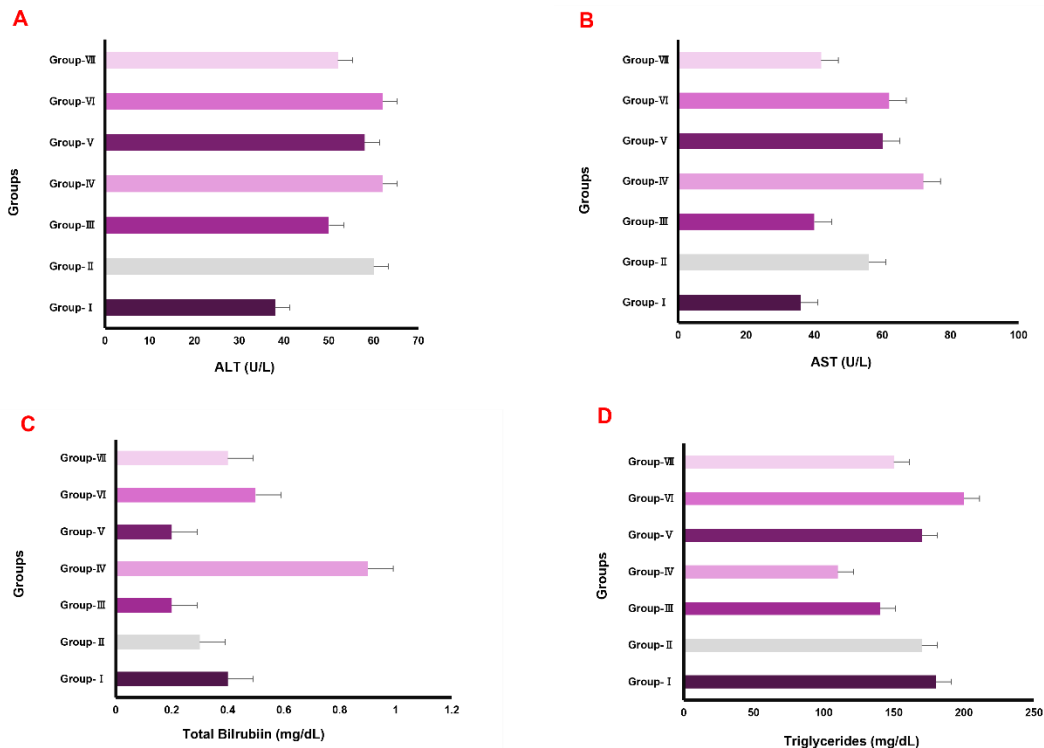 A
Group-Ⅶ
Group-Ⅵ
Group-Ⅴ
Group-Ⅳ
Group-Ⅲ
Group-Ⅱ
Group-Ⅰ
Groups
0 10 20 30 40 50 60 70
ALT (U/L)
B
Group-Ⅶ
Group-Ⅵ
Group-Ⅴ
Group-Ⅳ
Group-Ⅲ
Group-Ⅱ
Group-Ⅰ
Groups
0 20 40 60 80 100
AST (U/L)
C
Group-Ⅶ
Group-Ⅵ
Group-Ⅴ
Group-Ⅳ
Group-Ⅲ
Group-Ⅱ
Group-Ⅰ
Groups
0 0.2 0.4 0.6 0.8 1 1.2
Total Bilrubiin (mg/dL)
D
Group-Ⅶ
Group-Ⅵ
Group-Ⅴ
Group-Ⅳ
Group-Ⅲ
Group-Ⅱ
Group-Ⅰ
Groups
0 50 100 150 200 250
Triglycerides (mg/dL)